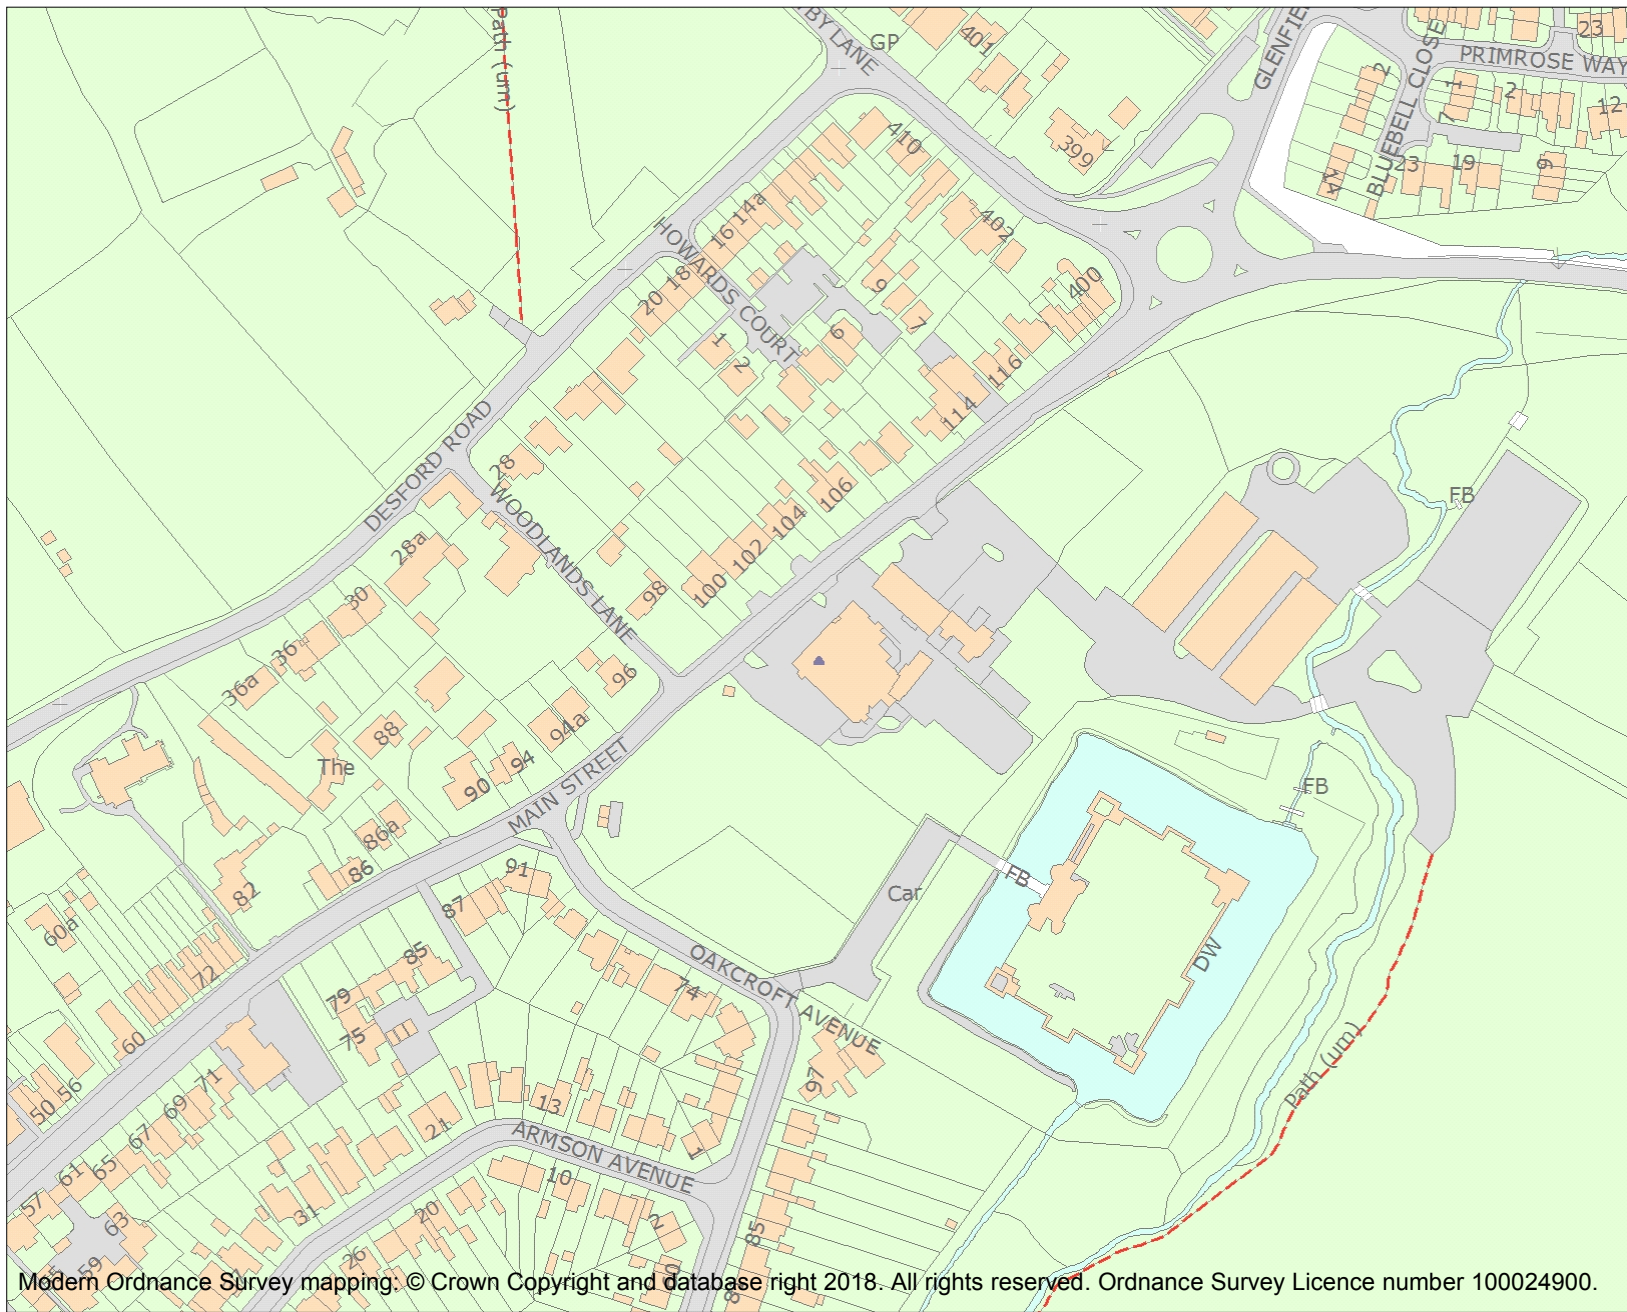 Path (um)
BY LANE
GP
401
GLENFIE
2
BLUEBELL CLOSE
23
PRIMROSE WAY
1
2
7
12
410
399
23
19
9
14a
16
HOWARDS COURT
402
18
20
9
7
400
6
1
2
116
114
DESFORD ROAD
28
WOODLANDS LANE
106
104
102
100
98
FB
28a
30
36
36a
96
94a
88
The
94
90
MAIN STREET
86a
86
82
FB
FB
Car
91
87
85
60a
72
79
75
60
OAKCROFT AVENUE
74
DW
97
Path (um)
71
69
67
65
61
57
56
50
13
21
1
ARMSON AVENUE
10
20
2
31
63
59
26
85
Modern Ordnance Survey mapping: © Crown Copyright and database right 2018. All rights reserved. Ordnance Survey Licence number 100024900.